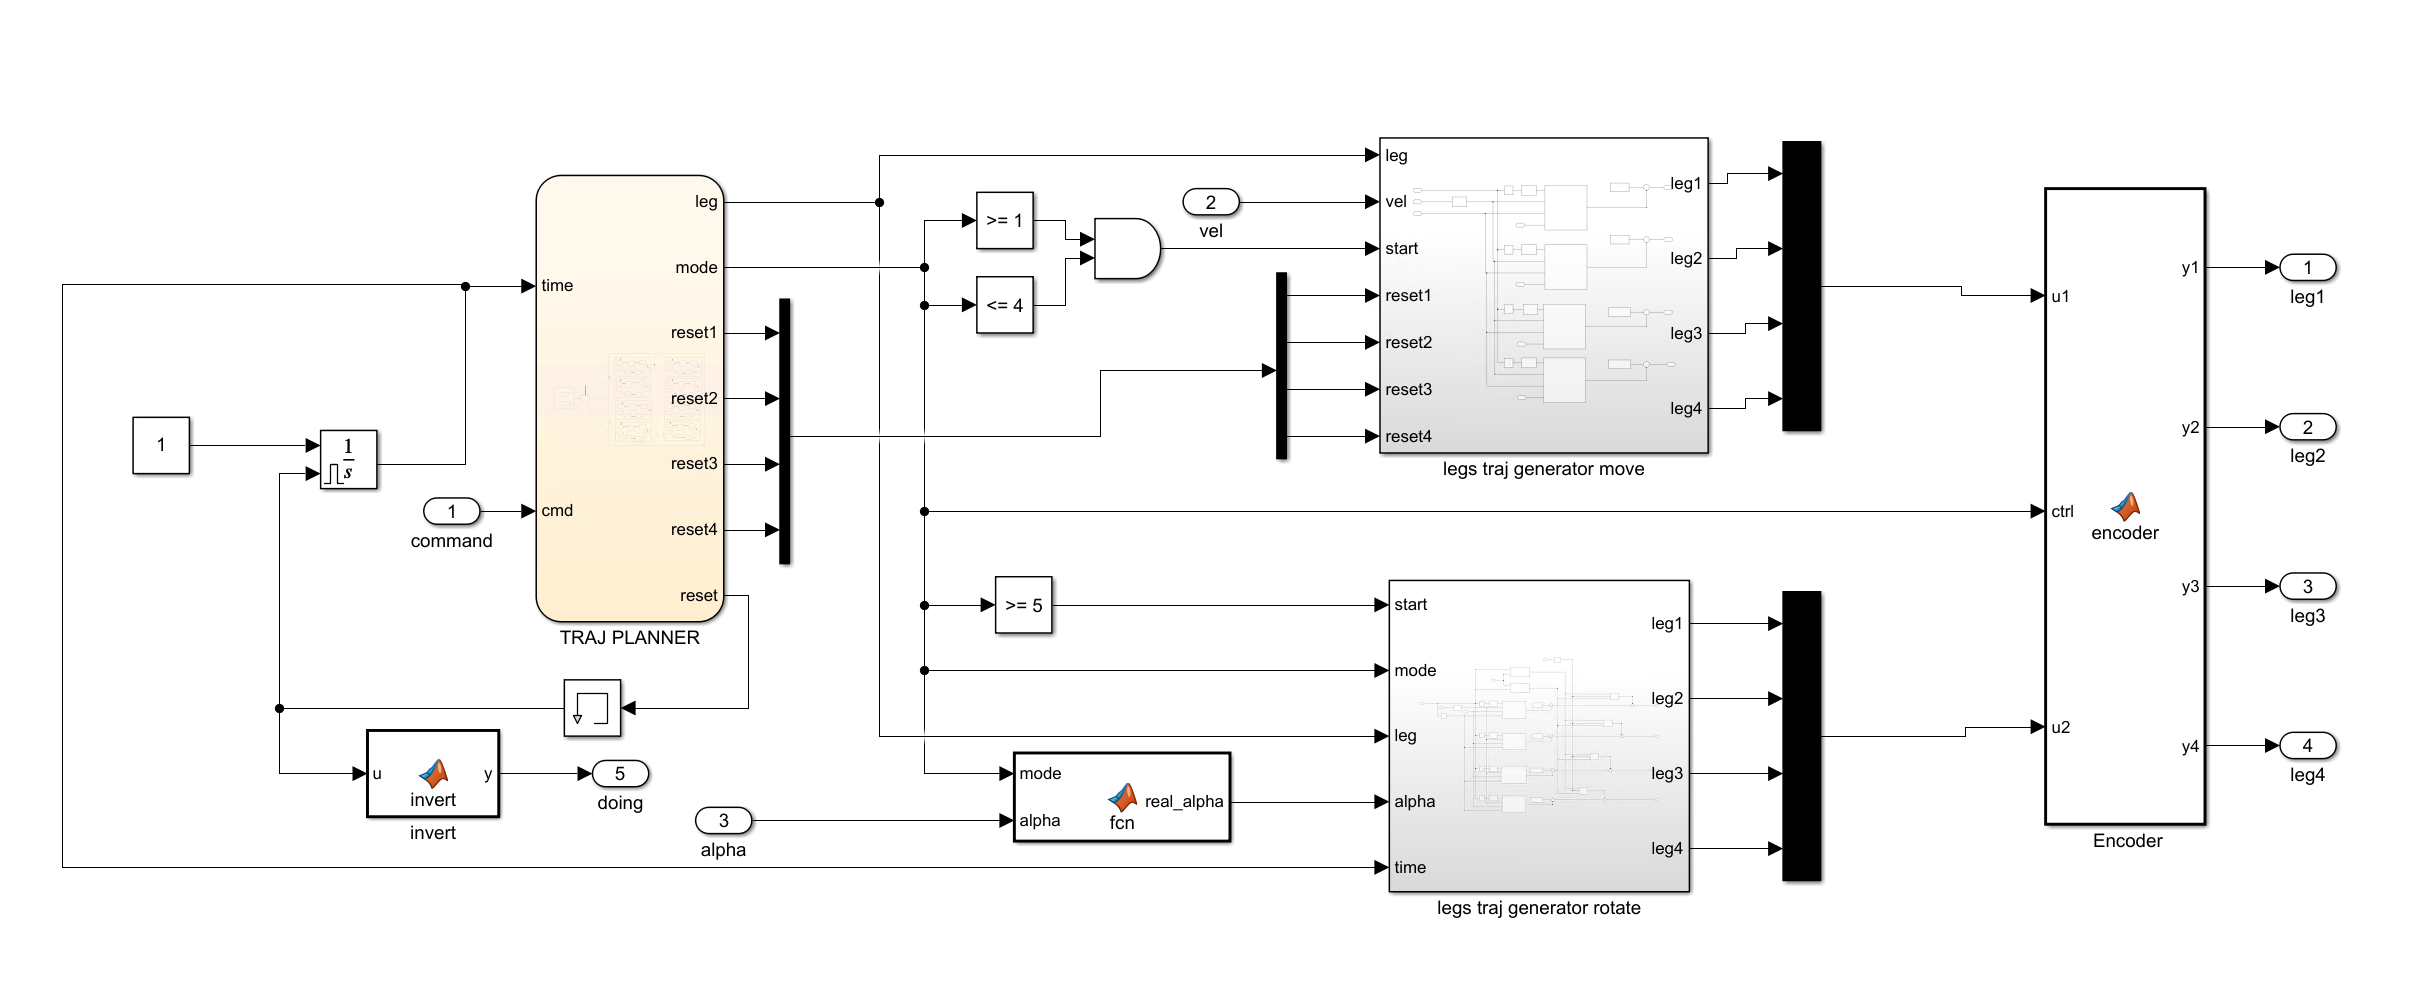 1
1
s
1
command
time
cmd
leg
mode
reset1
reset2
reset3
reset4
reset
TRAJ PLANNER
u
invert
y
invert
5
doing
3
alpha
>= 1
<= 4
2
vel
leg
vel
start
reset1
reset2
reset3
reset4
leg1
leg2
leg3
leg4
legs traj generator move
>= 5
mode
alpha
fcn
real_alpha
start
mode
leg
alpha
time
leg1
leg2
leg3
leg4
legs traj generator rotate
u1
ctrl
u2
encoder
y1
y2
y3
y4
Encoder
1
leg1
2
leg2
3
leg3
4
leg4